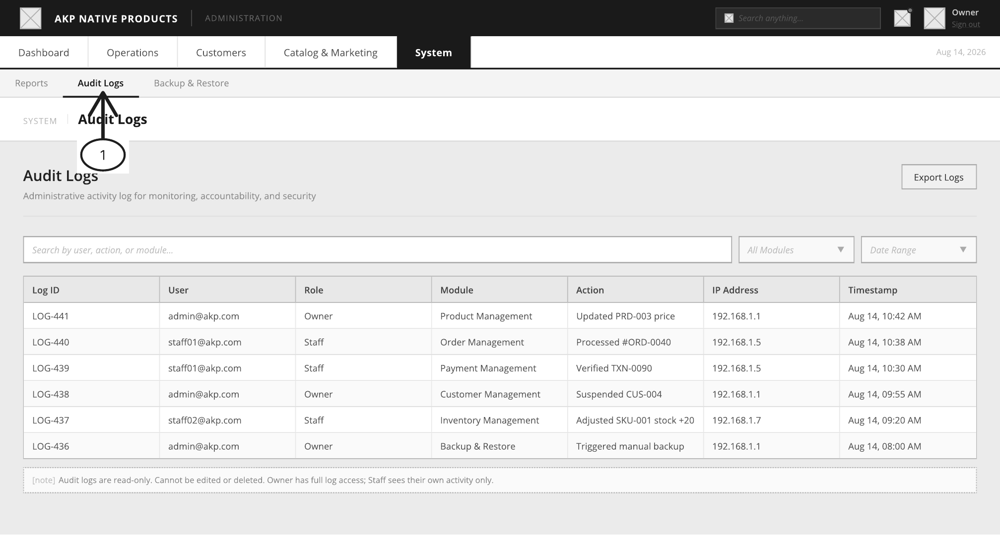 AKP NATIVE PRODUCTS ADMINISTRATION Search anything... Owner
Sign out
Dashboard Operations Customers Catalog & Marketing System Aug 14, 2026
Reports Audit Logs Backup & Restore
SYSTEM Audit Logs
1
Audit Logs Export Logs
Administrative activity log for monitoring, accountability, and security
Search by user, action, or module... All Modules Date Range
Log ID User Role Module Action IP Address Timestamp
LOG-441 admin@akp.com Owner Product Management Updated PRD-003 price 192.168.1.1 Aug 14, 10:42 AM
LOG-440 staff01@akp.com Staff Order Management Processed #ORD-0040 192.168.1.5 Aug 14, 10:38 AM
LOG-439 staff01@akp.com Staff Payment Management Verified TXN-0090 192.168.1.5 Aug 14, 10:30 AM
LOG-438 admin@akp.com Owner Customer Management Suspended CUS-004 192.168.1.1 Aug 14, 09:55 AM
LOG-437 staff02@akp.com Staff Inventory Management Adjusted SKU-001 stock +20 192.168.1.7 Aug 14, 09:20 AM
LOG-436 admin@akp.com Owner Backup & Restore Triggered manual backup 192.168.1.1 Aug 14, 08:00 AM
[note] Audit logs are read-only. Cannot be edited or deleted. Owner has full log access; Staff sees their own activity only.